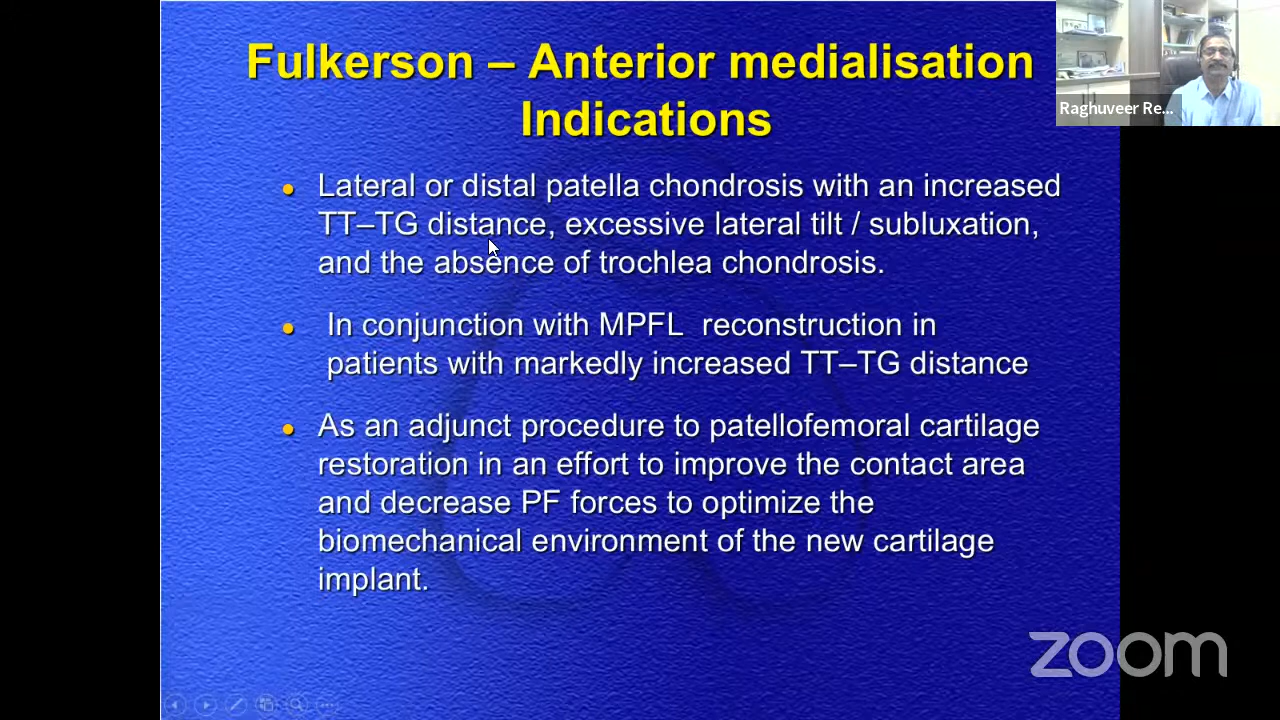 Fulkerson – Anterior medialisation
Indications
Raghuveer Re...
• Lateral or distal patella chondrosis with an increased
TT–TG distance, excessive lateral tilt / subluxation,
and the absence of trochlea chondrosis.
• In conjunction with MPFL reconstruction in
patients with markedly increased TT–TG distance
• As an adjunct procedure to patellofemoral cartilage
restoration in an effort to improve the contact area
and decrease PF forces to optimize the
biomechanical environment of the new cartilage
implant.
zoom